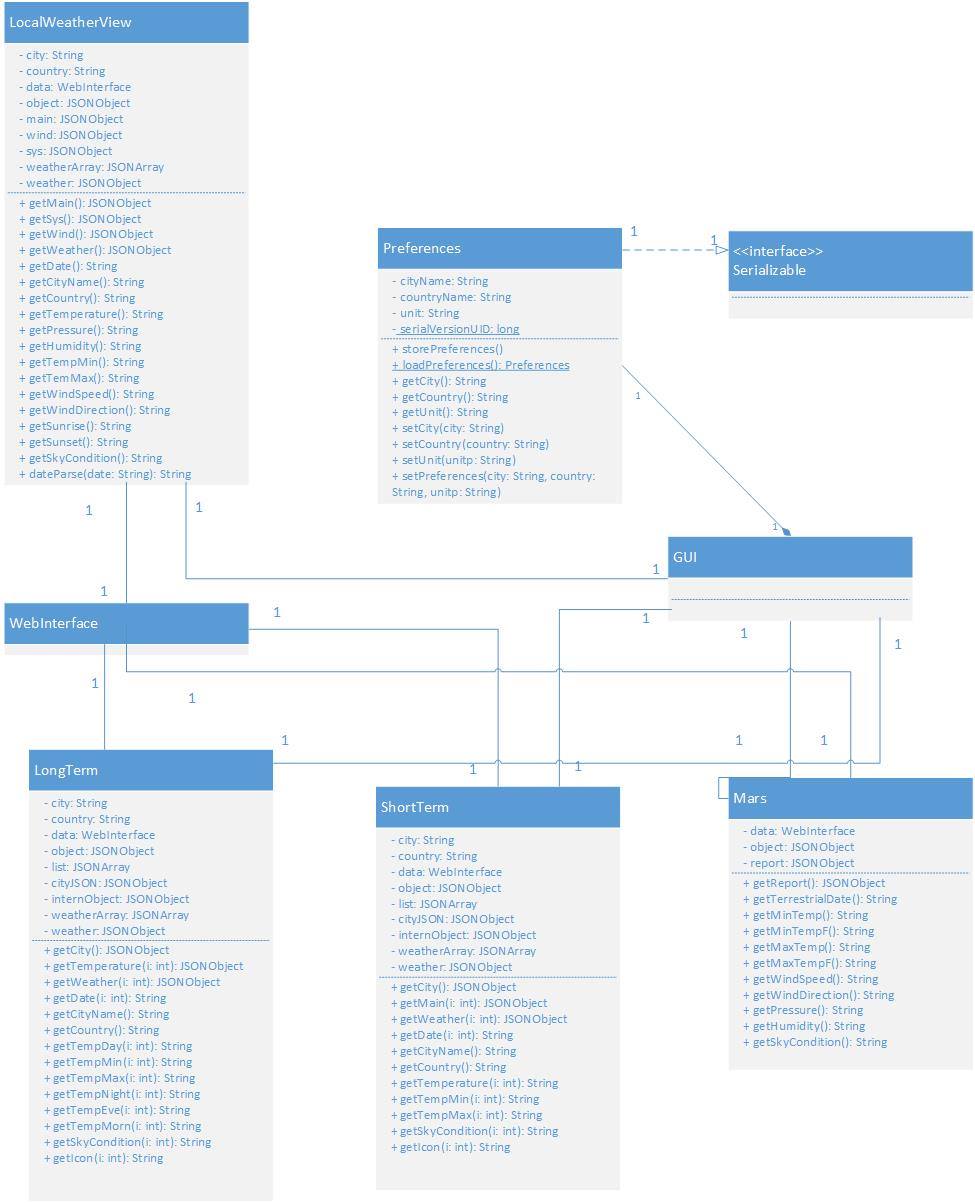 LocalWeatherView
- city: String
- country: String
- data: WebInterface
- object: JSONObject
- main: JSONObject
- wind: JSONObject
- sys: JSONObject
- weatherArray: JSONArray
- weather: JSONObject
+ getMain(): JSONObject
+ getSys(): JSONObject
+ getWind(): JSONObject
+ getWeather(): JSONObject
+ getDate(): String
+ getCityName(): String
+ getCountry(): String
+ getTemperature(): String
+ getPressure(): String
+ getHumidity(): String
+ getTempMin(): String
+ getTemMax(): String
+ getWindSpeed(): String
+ getWindDirection(): String
+ getSunrise(): String
+ getSunset(): String
+ getSkyCondition(): String
+ dateParse(date: String): String
Preferences
- cityName: String
- countryName: String
- unit: String
- serialVersionUID: long
+ storePreferences()
+ loadPreferences(): Preferences
+ getCity(): String
+ getCountry(): String
+ getUnit(): String
+ setCity(city: String)
+ setCountry(country: String)
+ setUnit(unitp: String)
+ setPreferences(city: String, country:
String, unitp: String)
1
1
<<interface>>
Serializable
1
1
GUI
1
1
1
1
WebInterface
1
1
1
1
1
1
1
1
1
1
1
1
LongTerm
- city: String
- country: String
- data: WebInterface
- object: JSONObject
- list: JSONArray
- cityJSON: JSONObject
- internObject: JSONObject
- weatherArray: JSONArray
- weather: JSONObject
+ getCity(): JSONObject
+ getTemperature(i: int): JSONObject
+ getWeather(i: int): JSONObject
+ getDate(i: int): String
+ getCityName(): String
+ getCountry(): String
+ getTempDay(i: int): String
+ getTempMin(i: int): String
+ getTempMax(i: int): String
+ getTempNight(i: int): String
+ getTempEve(i: int): String
+ getTempMorn(i: int): String
+ getSkyCondition(i: int): String
+ getIcon(i: int): String
ShortTerm
- city: String
- country: String
- data: WebInterface
- object: JSONObject
- list: JSONArray
- cityJSON: JSONObject
- internObject: JSONObject
- weatherArray: JSONArray
- weather: JSONObject
+ getCity(): JSONObject
+ getMain(i: int): JSONObject
+ getWeather(i: int): JSONObject
+ getDate(i: int): String
+ getCityName(): String
+ getCountry(): String
+ getTemperature(i: int): String
+ getTempMin(i: int): String
+ getTempMax(i: int): String
+ getSkyCondition(i: int): String
+ getIcon(i: int): String
Mars
- data: WebInterface
- object: JSONObject
- report: JSONObject
+ getReport(): JSONObject
+ getTerrestrialDate(): String
+ getMinTemp(): String
+ getMinTempF(): String
+ getMaxTemp(): String
+ getMaxTempF(): String
+ getWindSpeed(): String
+ getWindDirection(): String
+ getPressure(): String
+ getHumidity(): String
+ getSkyCondition(): String